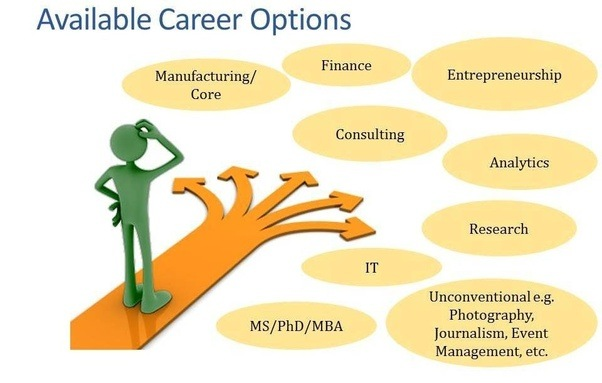 Available Career Options
Manufacturing/
Core
Finance
Entrepreneurship
Consulting
Analytics
Research
IT
MS/PhD/MBA
Unconventional e.g.
Photography,
Journalism, Event
Management, etc.